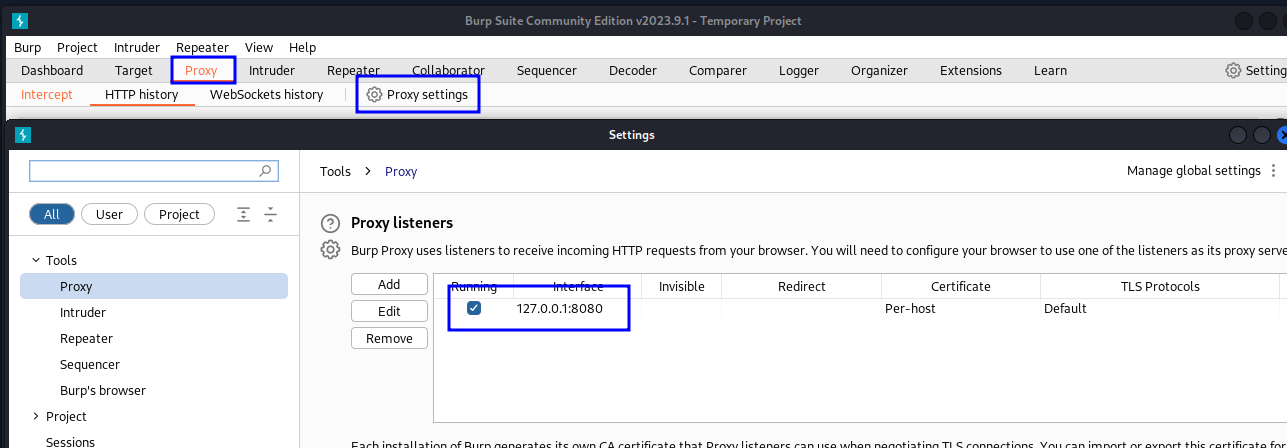 Burp Suite Community Edition v2023.9.1 - Temporary Project
Burp Project Intruder Repeater View Help
Dashboard Target Proxy Intruder Repeater Collaborator Sequencer Decoder Comparer Logger Organizer Extensions Learn
Intercept HTTP history WebSockets history Proxy settings
Settings
Tools > Proxy Manage global settings
All User Project
Proxy listeners
Burp Proxy uses listeners to receive incoming HTTP requests from your browser. You will need to configure your browser to use one of the listeners as its proxy
Tools
Proxy
Intruder
Repeater
Sequencer
Burp's browser
Project
Sessions
Add
Edit
Remove
Running Interface Invisible Redirect Certificate TLS Protocols
127.0.0.1:8080 Per-host Default
Each installation of Burp generates its own CA certificate that Proxy listeners can use when negotiating TLS connections. You can import or export this certificate for